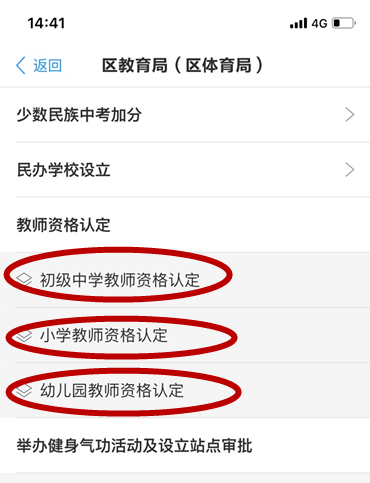 14:41 4G
返回 区教育局（区体育局）
少数民族中考加分
民办学校设立
教师资格认定
初级中学教师资格认定
小学教师资格认定
幼儿园教师资格认定
举办健身气功活动及设立站点审批